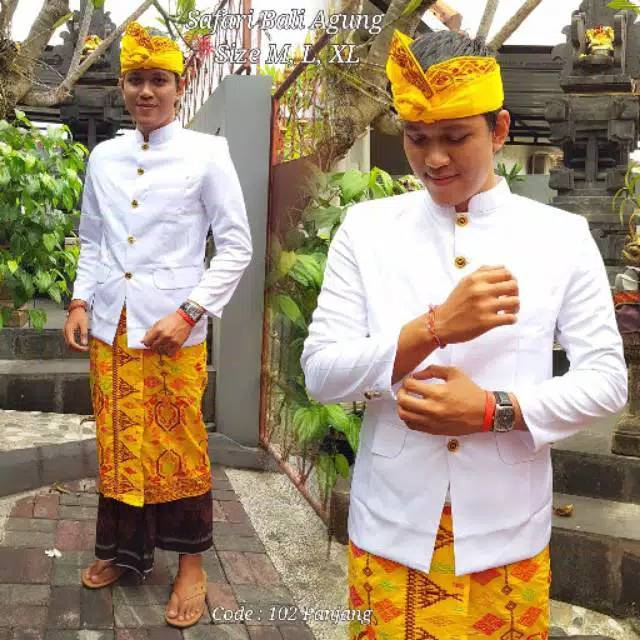 Safari Bali Agung
Size M, L, XL
Code : 102 Panjang